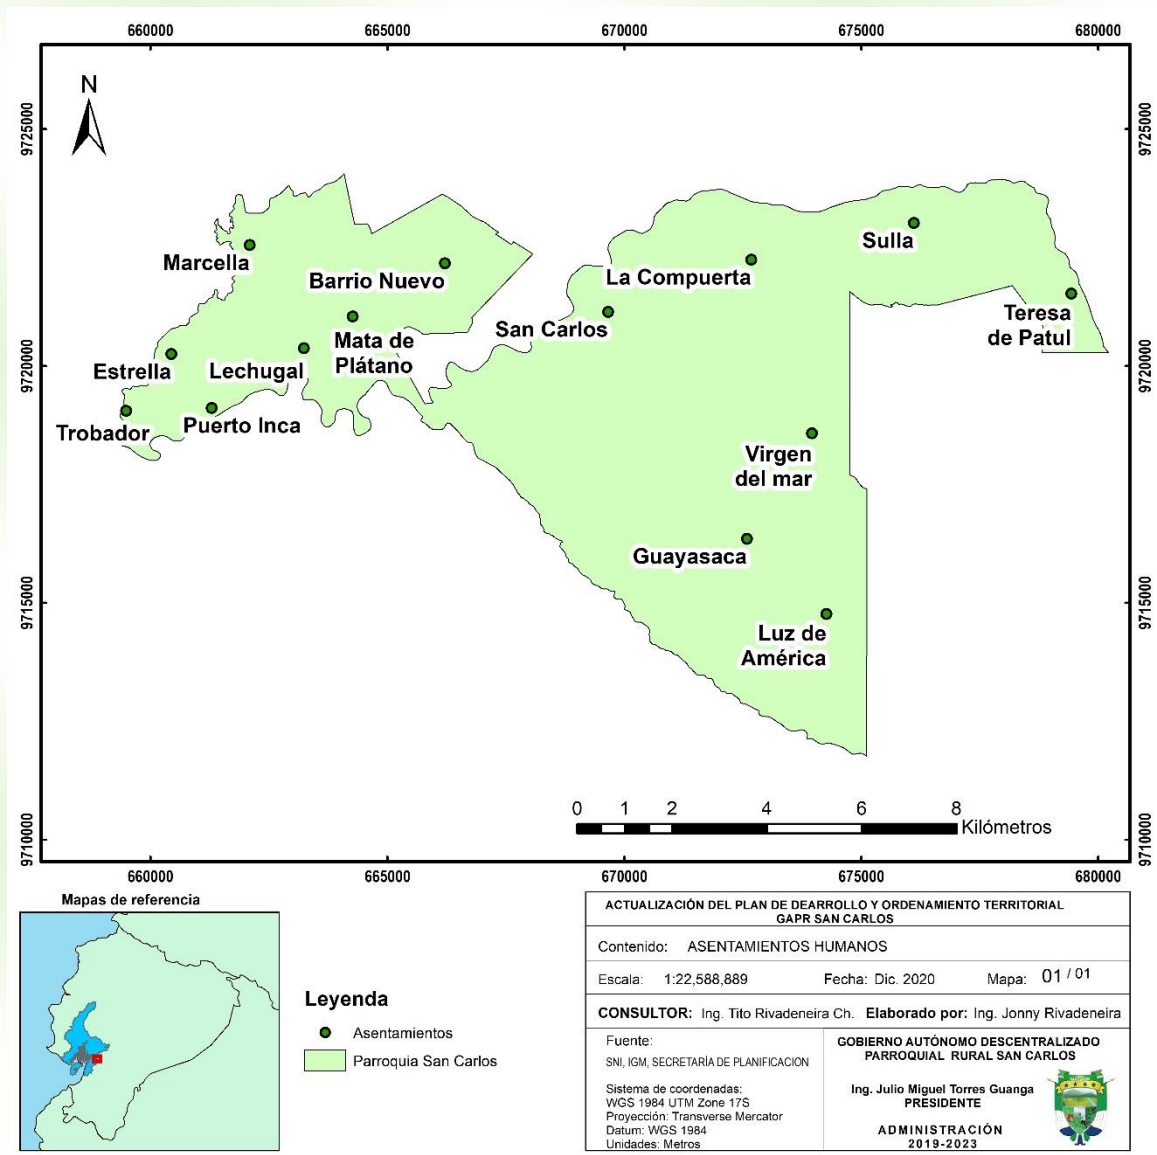 660000
665000
670000
675000
680000
N
9725000
9725000
Marcella
Barrio Nuevo
Sulla
La Compuerta
San Carlos
Teresa
de Patul
Mata de
Plátano
Estrella
Lechugal
9720000
9720000
Trobador
Puerto Inca
Virgen
del mar
Guayasaca
9715000
9715000
Luz de
América
0
1
2
4
6
8
Kilómetros
9710000
9710000
660000
665000
670000
675000
680000
Mapas de referencia
Leyenda
Asentamientos
Parroquia San Carlos
ACTUALIZACIÓN DEL PLAN DE DEARROLLO Y ORDENAMIENTO TERRITORIAL
GAPR SAN CARLOS
Contenido: ASENTAMIENTOS HUMANOS
Escala: 1:22,588,889 Fecha: Dic. 2020 Mapa: 01 / 01
CONSULTOR: Ing. Tito Rivadeneira Ch. Elaborado por: Ing. Jonny Rivadeneira
Fuente:
SNI, IGM, SECRETARÍA DE PLANIFICACION
Sistema de coordenadas:
WGS 1984 UTM Zone 17S
Proyección: Transverse Mercator
Datum: WGS 1984
Unidades: Metros
GOBIERNO AUTÓNOMO DESCENTRALIZADO
PARROQUIAL RURAL SAN CARLOS
Ing. Julio Miguel Torres Guanga
PRESIDENTE
ADMINISTRACIÓN
2019-2023